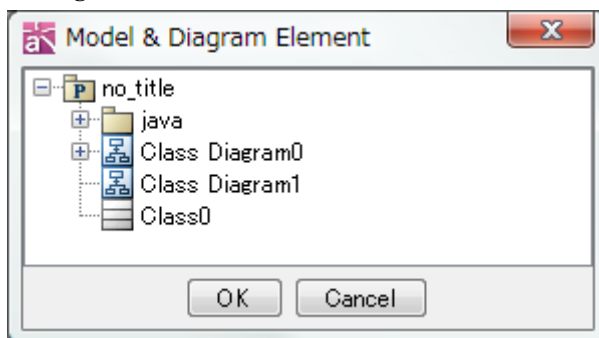 Model & Diagram Element
no_title
java
Class Diagram0
Class Diagram1
Class0
OK Cancel